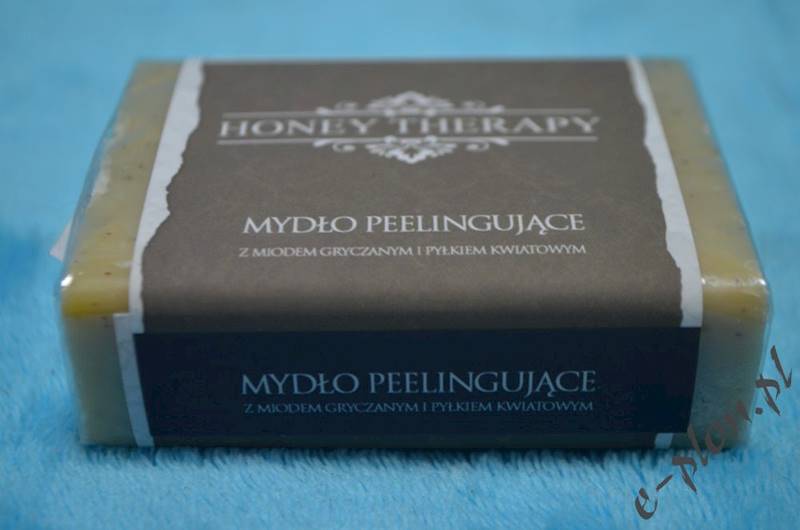 HONEY THERAPY
MYDŁO PEELINGUJĄCE
Z MIODEM GRYCZANYM I PYŁKIEM KWIATOWYM
MYDŁO PEELINGUJĄCE
Z MIODEM GRYCZANYM I PYŁKIEM KWIATOWYM
e-plon.pl